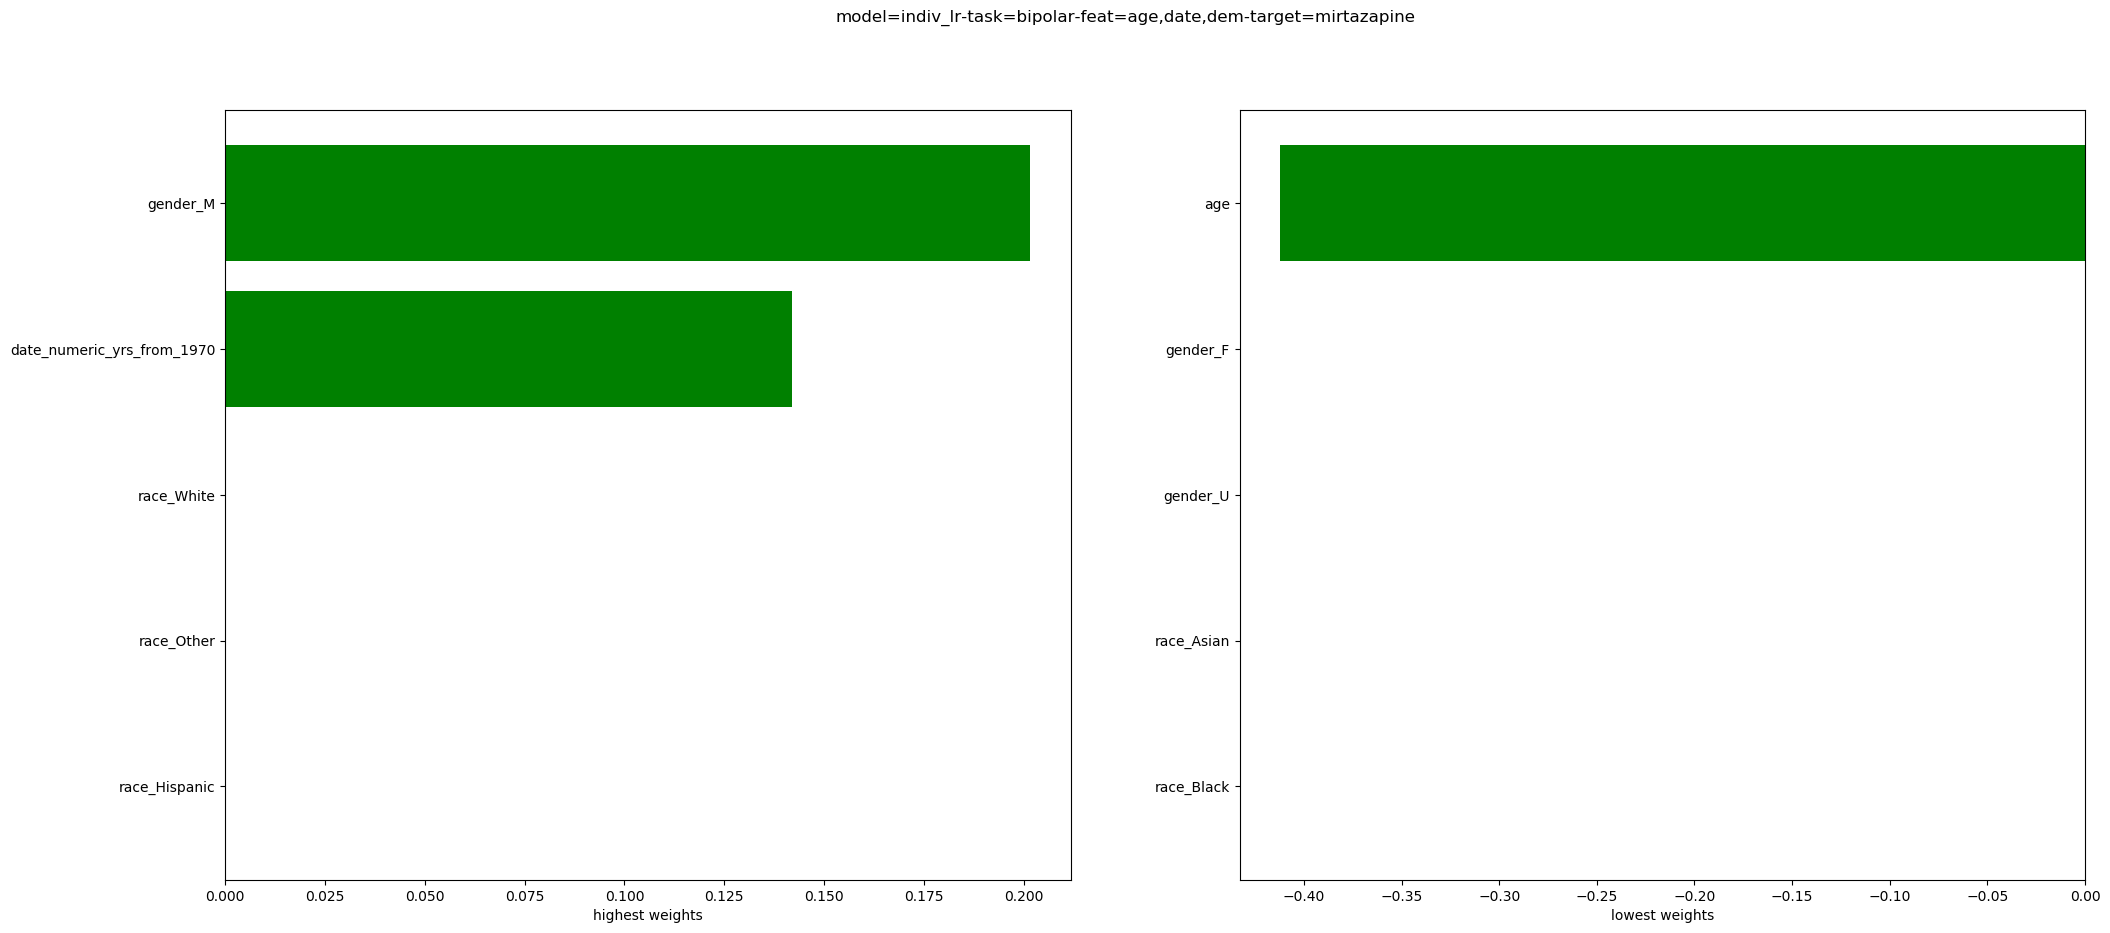 model=indiv_lr-task=bipolar-feat=age,date,dem-target=mirtazapine
gender_M
date_numeric_yrs_from_1970
race_White
race_Other
race_Hispanic
0.000 0.025 0.050 0.075 0.100 0.125 0.150 0.175 0.200
highest weights
age
gender_F
gender_U
race_Asian
race_Black
−0.40 −0.35 −0.30 −0.25 −0.20 −0.15 −0.10 −0.05 0.00
lowest weights